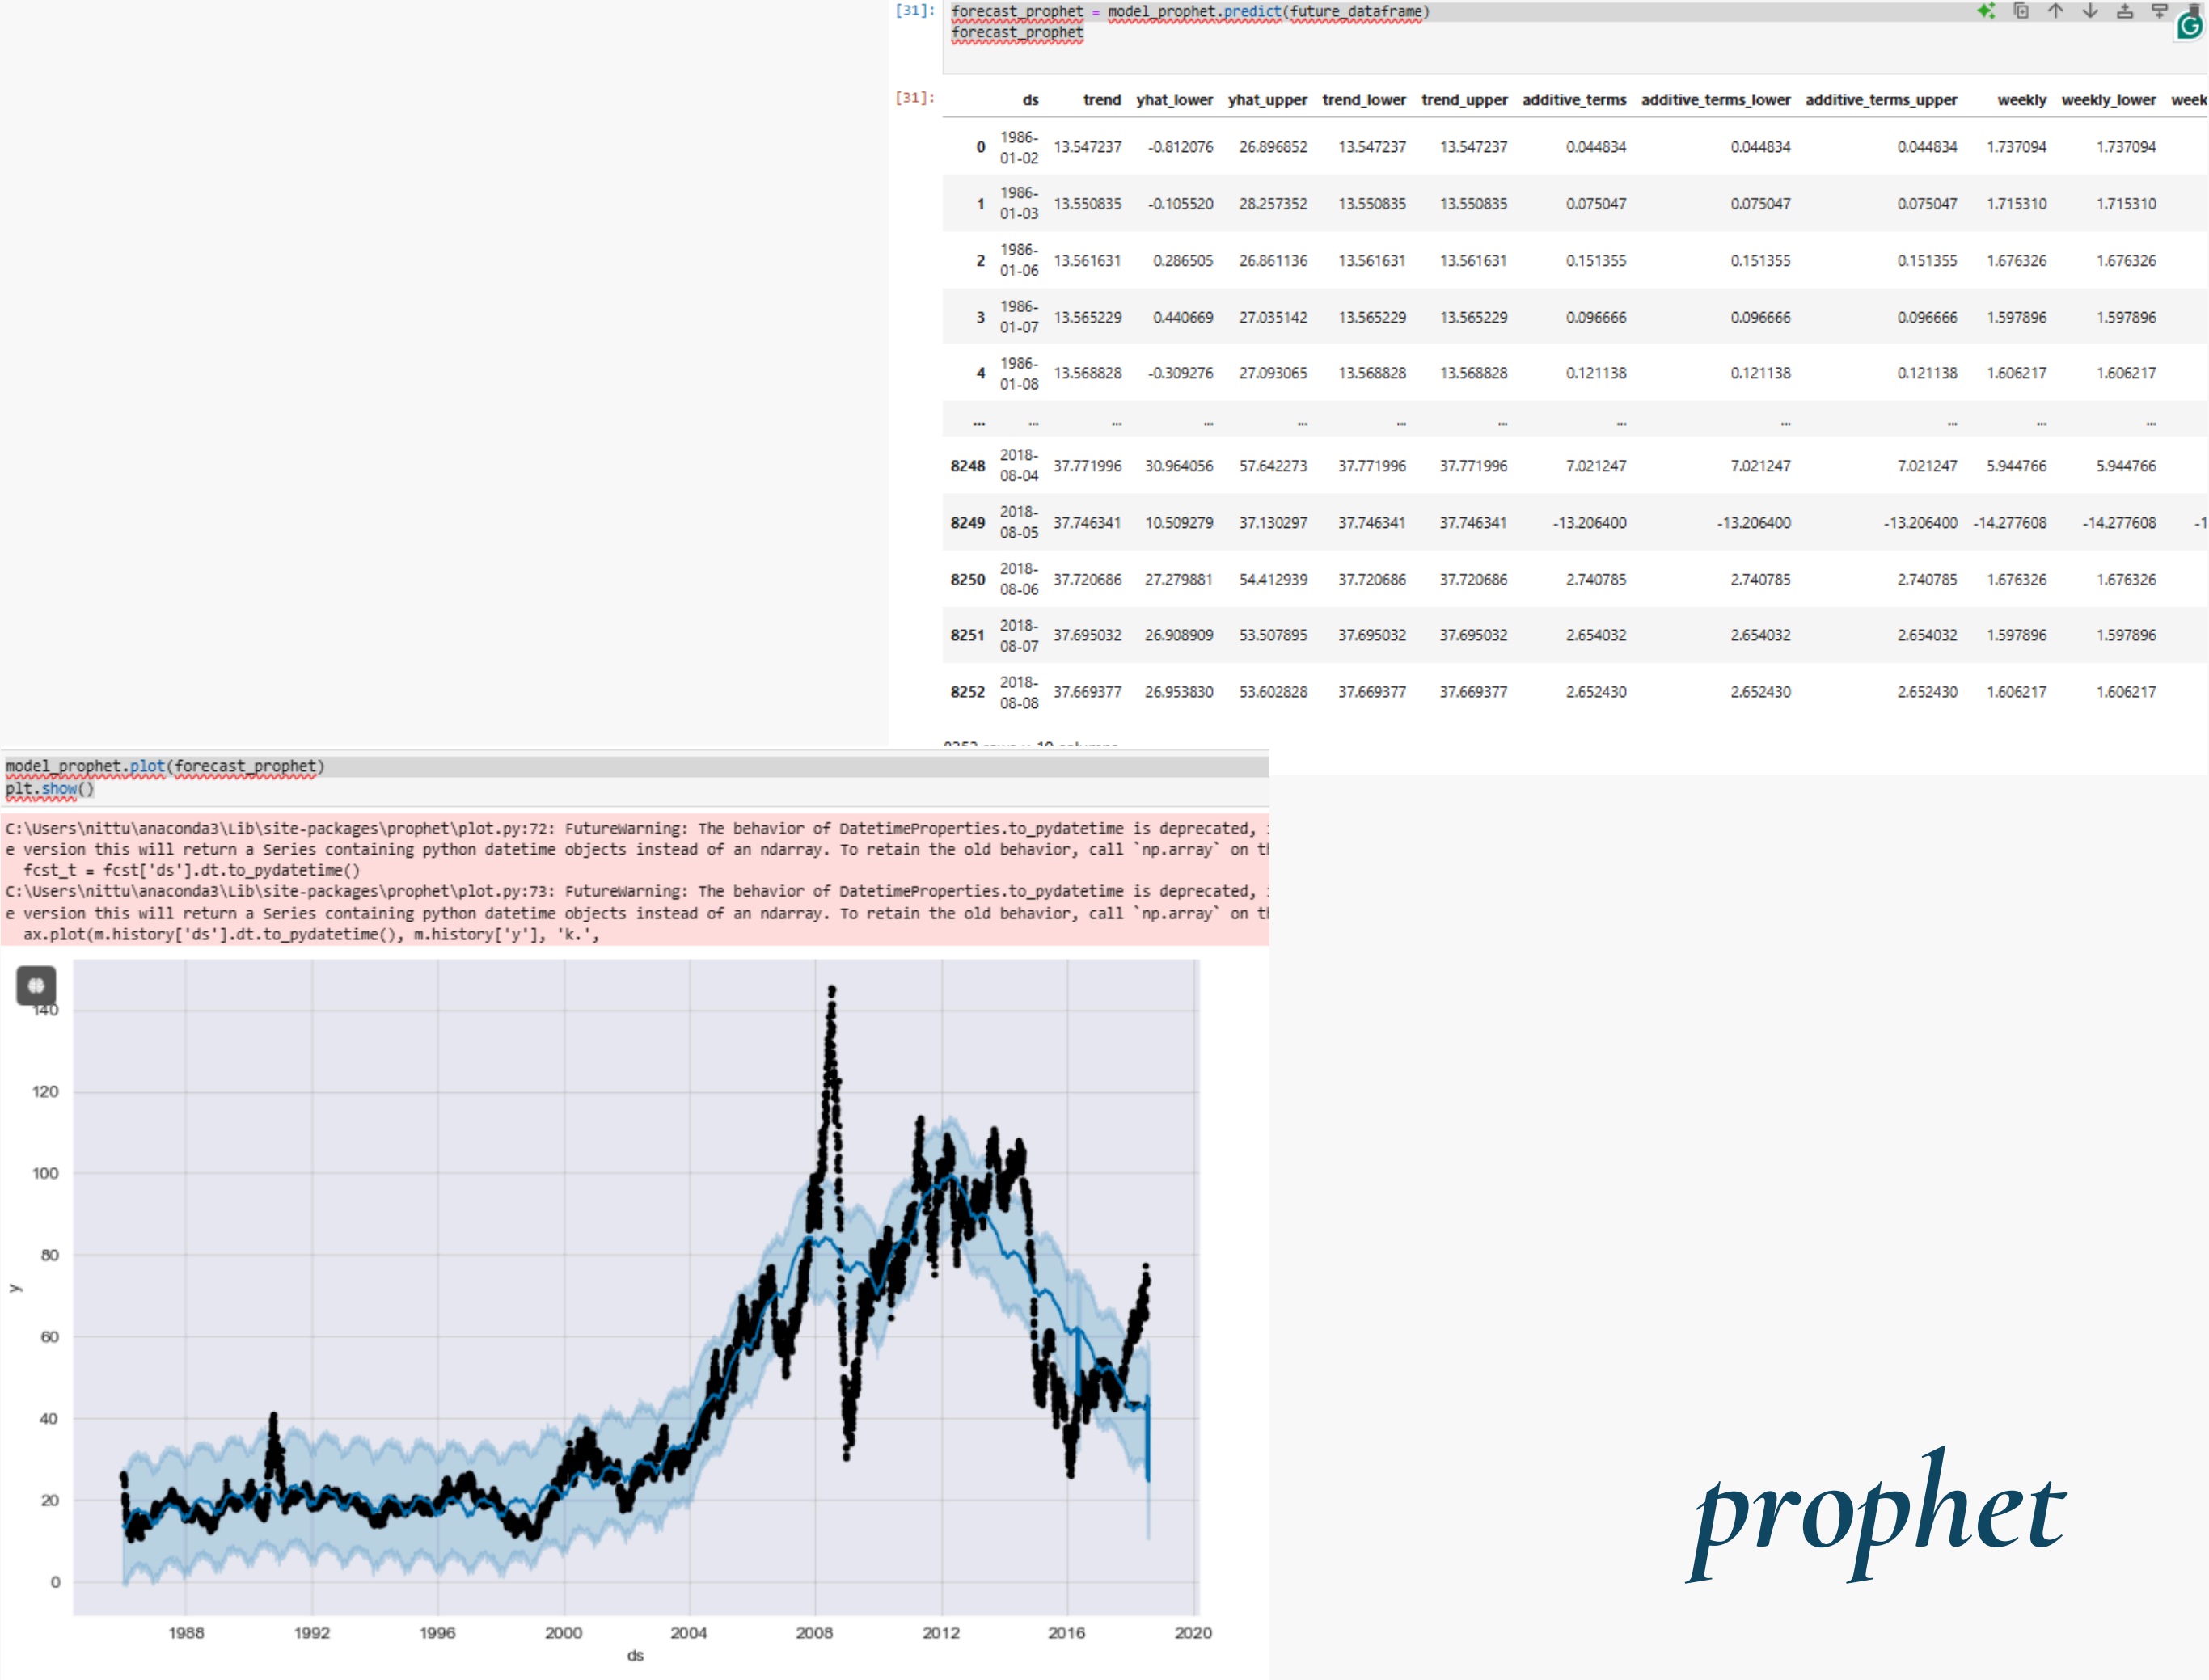 [31]: forecast_prophet = model_prophet.predict(future_dataframe)
forecast_prophet
[31]: ds trend yhat_lower yhat_upper trend_lower trend_upper additive_terms additive_terms_lower additive_terms_upper weekly weekly_lower week
0 1986-01-02 13.547237 -0.812076 26.896852 13.547237 13.547237 0.044834 0.044834 0.044834 1.737094 1.737094
1 1986-01-03 13.550835 -0.105520 28.257352 13.550835 13.550835 0.075047 0.075047 0.075047 1.715310 1.715310
2 1986-01-06 13.561631 0.286505 26.861136 13.561631 13.561631 0.151355 0.151355 0.151355 1.676326 1.676326
3 1986-01-07 13.565229 0.440669 27.035142 13.565229 13.565229 0.096666 0.096666 0.096666 1.597896 1.597896
4 1986-01-08 13.568828 -0.309276 27.093065 13.568828 13.568828 0.121138 0.121138 0.121138 1.606217 1.606217
... ... ... ... ... ... ... ... ... ... ... ...
8248 2018-08-04 37.771996 30.964056 57.642273 37.771996 37.771996 7.021247 7.021247 7.021247 5.944766 5.944766
8249 2018-08-05 37.746341 10.509279 37.130297 37.746341 37.746341 -13.206400 -13.206400 -13.206400 -14.277608 -14.277608 -1
8250 2018-08-06 37.720686 27.279881 54.412939 37.720686 37.720686 2.740785 2.740785 2.740785 1.676326 1.676326
8251 2018-08-07 37.695032 26.908909 53.507895 37.695032 37.695032 2.654032 2.654032 2.654032 1.597896 1.597896
8252 2018-08-08 37.669377 26.953830 53.602828 37.669377 37.669377 2.652430 2.652430 2.652430 1.606217 1.606217
model_prophet.plot(forecast_prophet)
plt.show()
C:\Users\nittu\anaconda3\Lib\site-packages\prophet\plot.py:72: FutureWarning: The behavior of DatetimeProperties.to_pydatetime is deprecated,
e version this will return a Series containing python datetime objects instead of an ndarray. To retain the old behavior, call `np.array` on
fcst_t = fcst['ds'].dt.to_pydatetime()
C:\Users\nittu\anaconda3\Lib\site-packages\prophet\plot.py:73: FutureWarning: The behavior of DatetimeProperties.to_pydatetime is deprecated,
e version this will return a Series containing python datetime objects instead of an ndarray. To retain the old behavior, call `np.array` on
ax.plot(m.history['ds'].dt.to_pydatetime(), m.history['y'], 'k.',
140
120
100
80
y
60
40
20
0
1988 1992 1996 2000 2004 2008 2012 2016 2020
ds
prophet